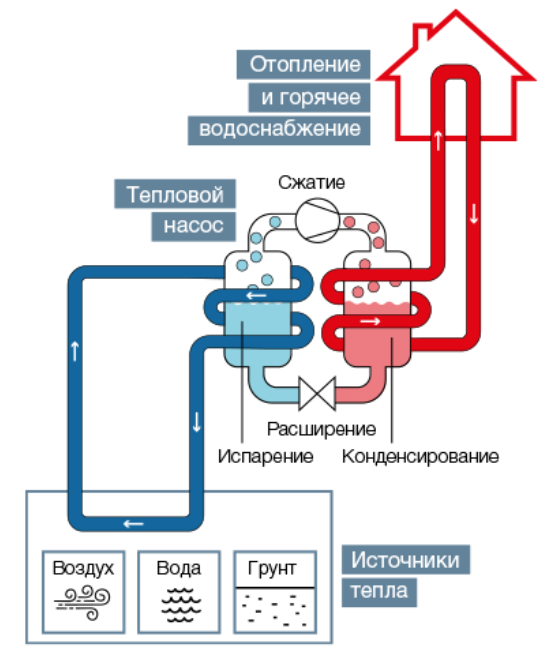 Отопление
и горячее
водоснабжение
Тепловой
насос
Сжатие
Расширение
Испарение
Конденсирование
Воздух
Вода
Грунт
Источники
тепла